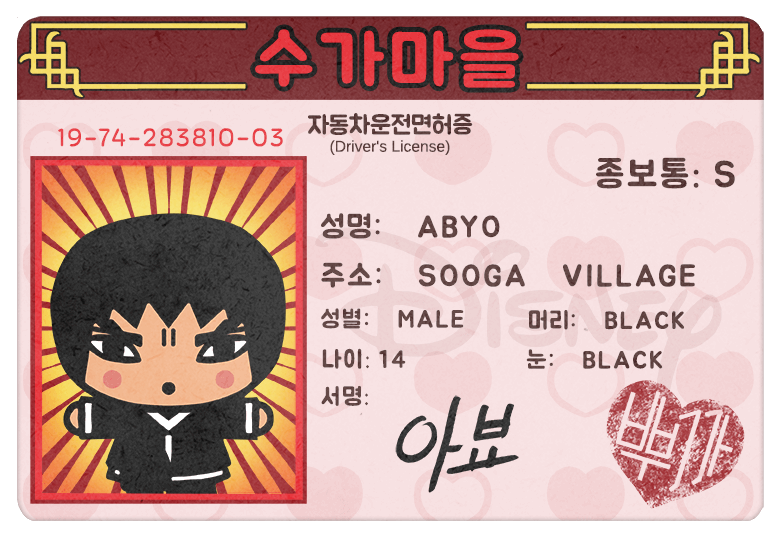 수가마을
19-74-283810-03
자동차운전면허증
(Driver's License)
종보통: S
성명: ABYO
주소: SOOGA VILLAGE
성별: MALE 머리: BLACK
나이: 14 눈: BLACK
서명:
아뵤
뿌까
Disney